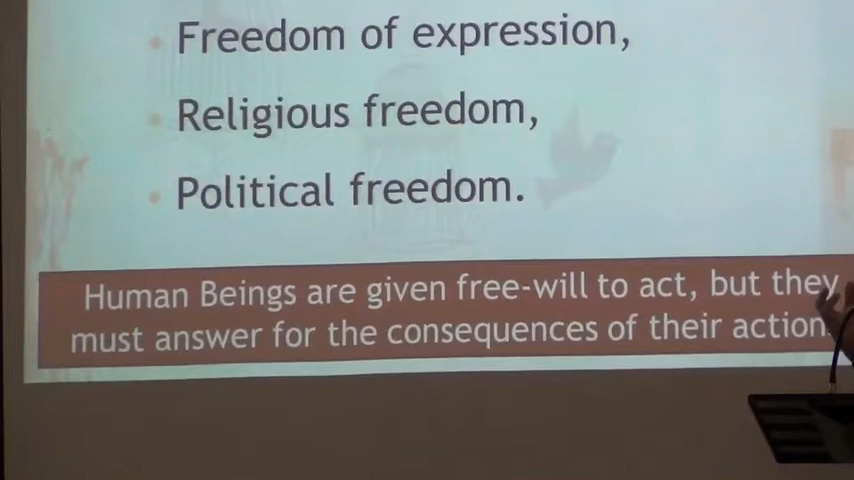 Freedom of expression,
Religious freedom,
Political freedom.
Human Beings are given free-will to act, but they
must answer for the consequences of their action